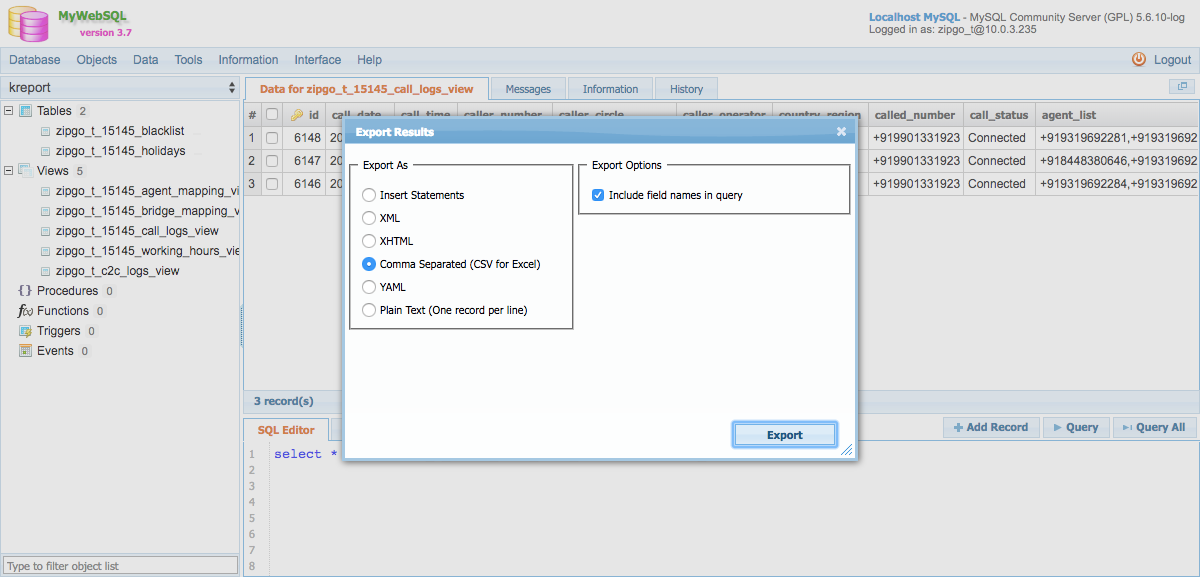 MyWebSQL
version 3.7
Localhost MySQL - MySQL Community Server (GPL) 5.6.10-log
Logged in as: zipgo_t@10.0.3.235
Database Objects Data Tools Information Interface Help Logout
kreport
Tables 2
zipgo_t_15145_blacklist
zipgo_t_15145_holidays
Views 5
zipgo_t_15145_agent_mapping_vi
zipgo_t_15145_bridge_mapping_v
zipgo_t_15145_call_logs_view
zipgo_t_15145_working_hours_vie
zipgo_t_c2c_logs_view
{} Procedures 0
f(x) Functions 0
Triggers 0
Events 0
Type to filter object list
Data for zipgo_t_15145_call_logs_view Messages Information History
# id call_date call_time caller_number caller_circle caller_operator country_region called_number call_status agent_list
1 6148 20 +919901331923 Connected +919319692281,+919319692
2 6147 20 +919901331923 Connected +918448380646,+919319692
3 6146 20 +919901331923 Connected +919319692284,+919319692
Export Results
Export As
Insert Statements
XML
XHTML
Comma Separated (CSV for Excel)
YAML
Plain Text (One record per line)
Export Options
Include field names in query
Export
3 record(s)
SQL Editor
Add Record Query Query All
1 select *
2
3
4
5
6
7
8